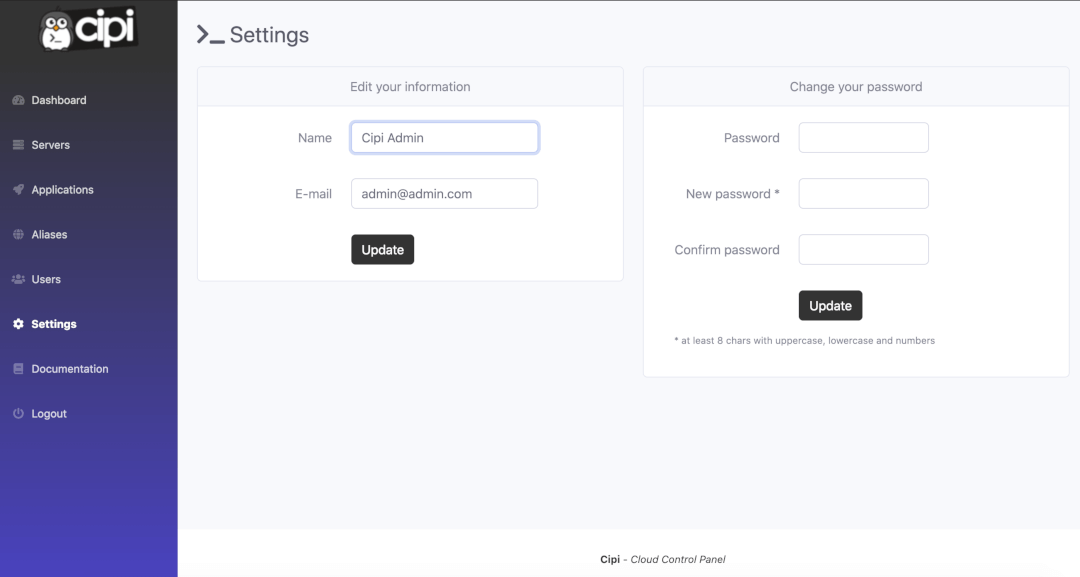 cipi
Dashboard
Servers
Applications
Aliases
Users
Settings
Documentation
Logout
>_ Settings
Edit your information
Name
Cipi Admin
E-mail
admin@admin.com
Update
Change your password
Password
New password *
Confirm password
Update
* at least 8 chars with uppercase, lowercase and numbers
Cipi - Cloud Control Panel